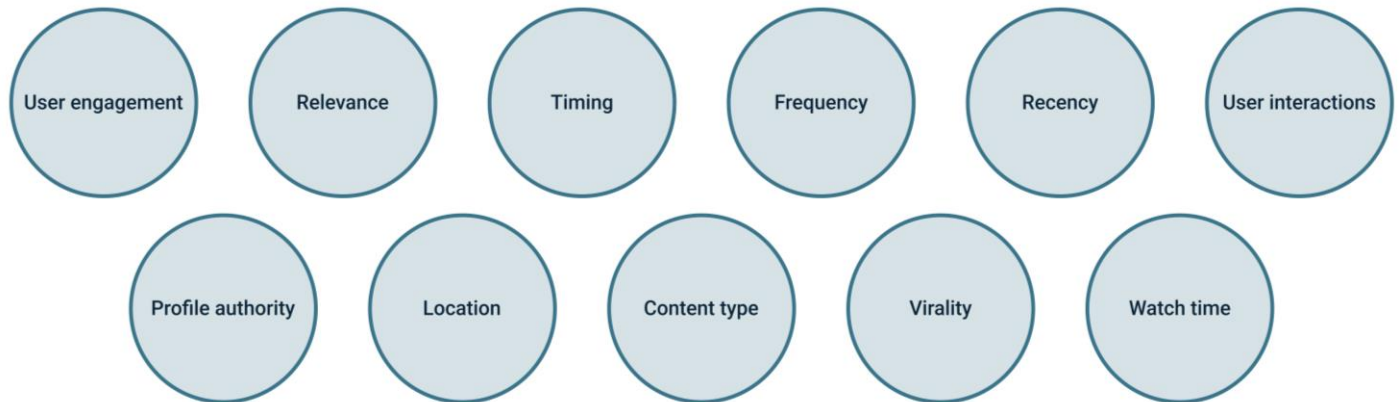 User engagement
Relevance
Timing
Frequency
Recency
User interactions
Profile authority
Location
Content type
Virality
Watch time